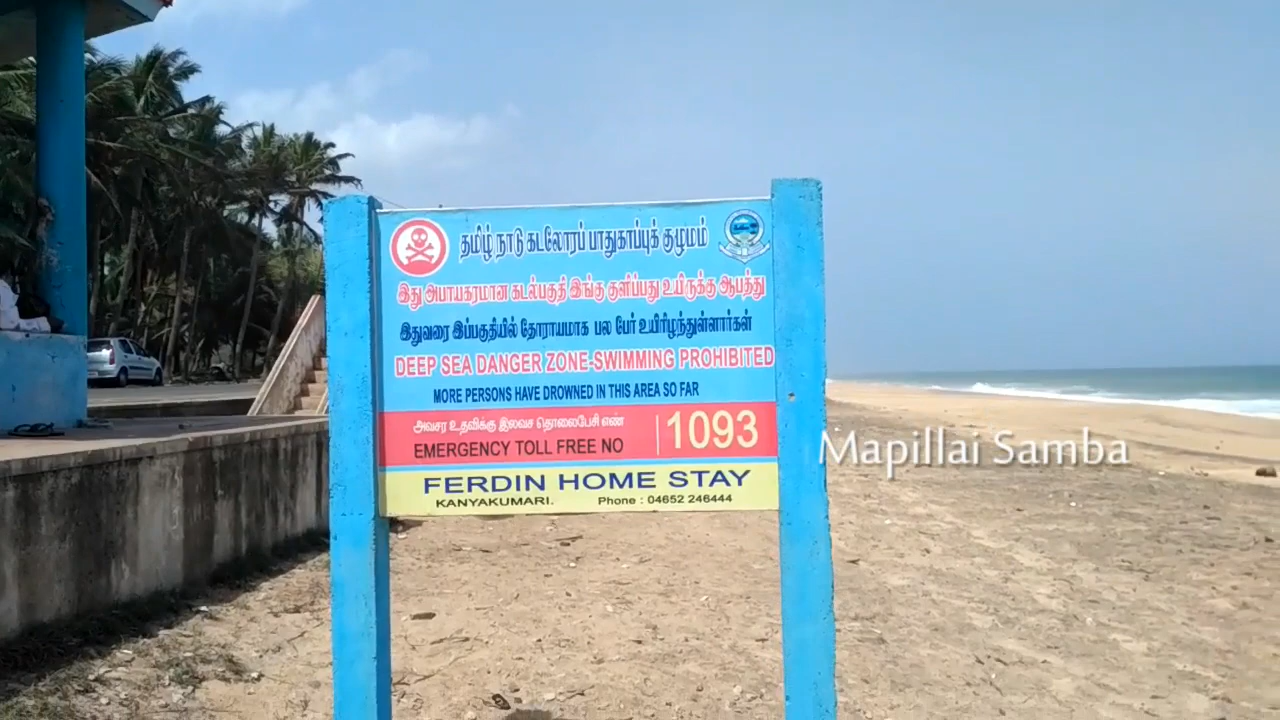 தமிழ் நாடு கடலோரப் பாதுகாப்புக் குழுமம்
இது அபாயகரமான கடல்பகுதி இங்கு குளிப்பது உயிருக்கு ஆபத்து
இதுவரை இப்பகுதியில் தோராயமாக பல பேர் உயிரிழந்துள்ளார்கள்
DEEP SEA DANGER ZONE-SWIMMING PROHIBITED
MORE PERSONS HAVE DROWNED IN THIS AREA SO FAR
அவசர உதவிக்கு இலவச தொலைபேசி எண்
EMERGENCY TOLL FREE NO 1093
FERDIN HOME STAY
KANYAKUMARI. Phone : 04652 246444
Mapillai Samba